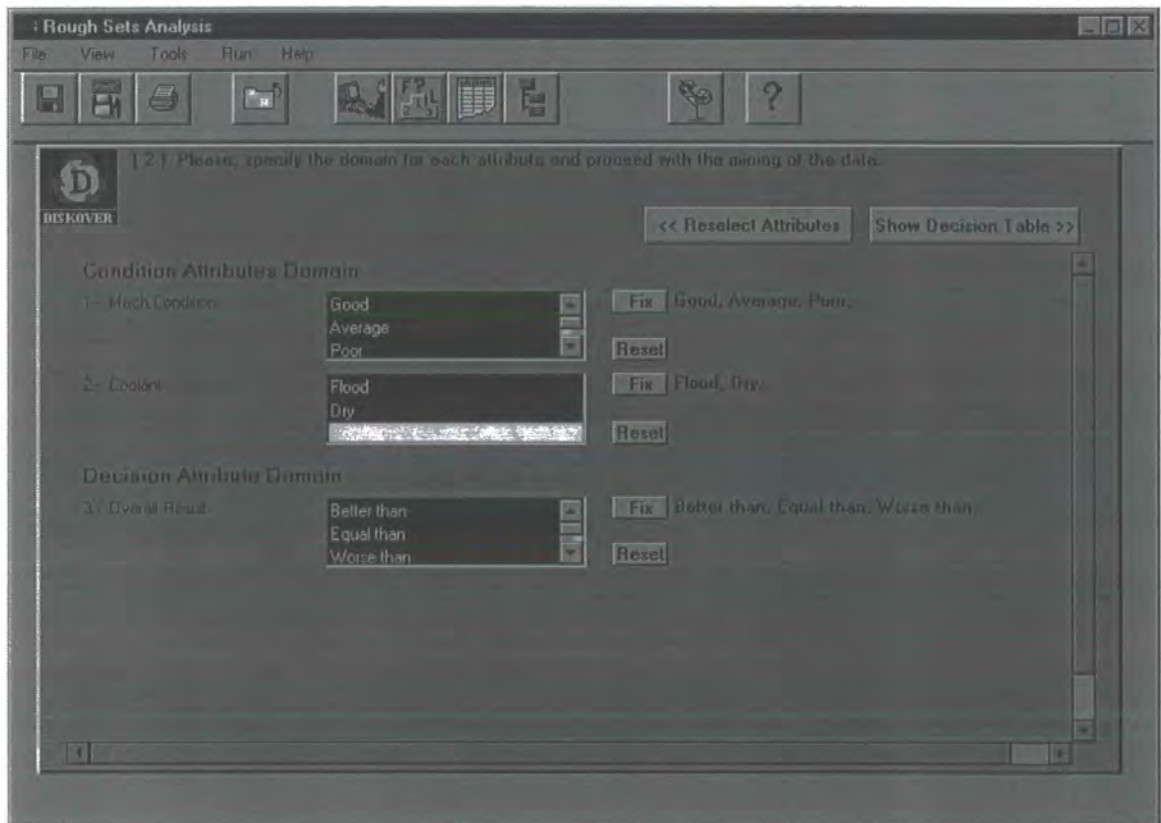 Rough Sets Analysis
File View Tools Run Help
[ 2 ] Please, specify the domain for each attribute and proceed with the mining of the data.
D
DISKOVER
<< Reselect Attributes Show Decision Table >>
Condition Attributes Domain
1.- Mach Condition
Good
Average
Poor
Fix Good, Average, Poor,
Reset
2.- Coolant
Flood
Dry
Fix Flood, Dry,
Reset
Decision Attribute Domain
3.- Overall Result
Better than
Equal than
Worse than
Fix Better than, Equal than, Worse than,
Reset